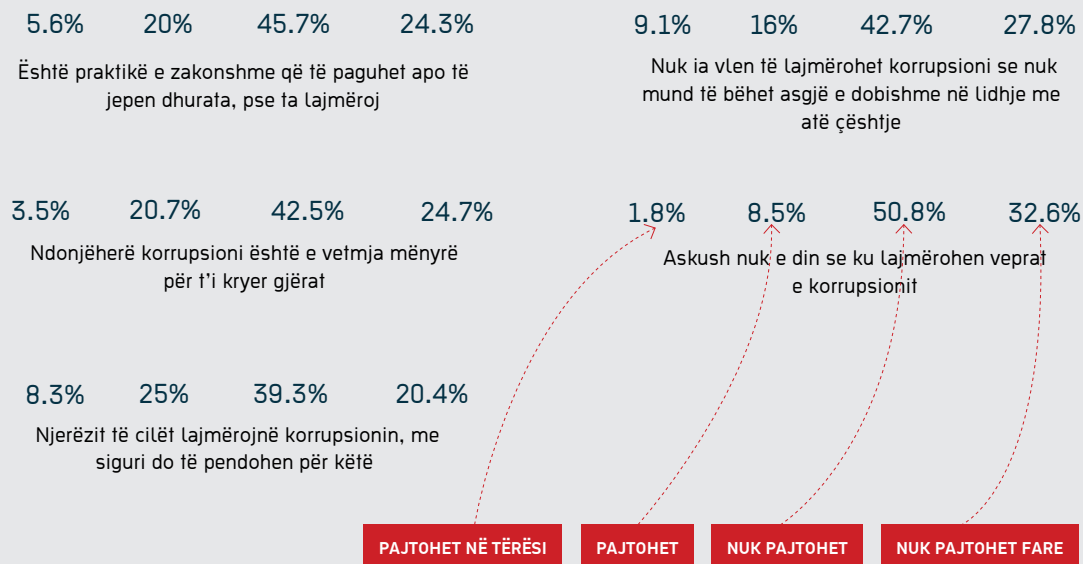 5.6% 20% 45.7% 24.3%
Është praktikë e zakonshme që të paguhet apo të
jepen dhurata, pse ta lajmëroj
9.1% 16% 42.7% 27.8%
Nuk ia vlen të lajmërohet korrupsioni se nuk
mund të bëhet asgjë e dobishme në lidhje me
atë çështje
3.5% 20.7% 42.5% 24.7%
Ndonjëherë korrupsioni është e vetmja mënyrë
për t’i kryer gjërat
1.8% 8.5% 50.8% 32.6%
Askush nuk e din se ku lajmërohen veprat
e korrupsionit
8.3% 25% 39.3% 20.4%
Njerëzit të cilët lajmërojnë korrupsionin, me
siguri do të pendohen për këtë
PAJTOHET NË TËRËSI
PAJTOHET
NUK PAJTOHET
NUK PAJTOHET FARE